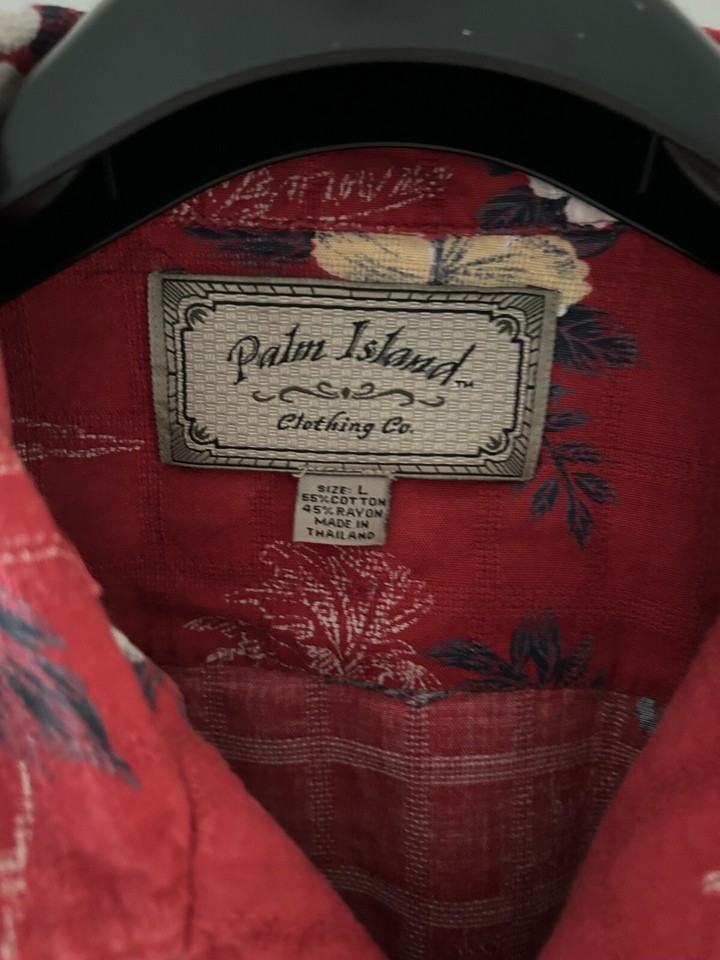 Palm Island™
Clothing Co.
SIZE: L
55% COTTON
45% RAYON
MADE IN
THAILAND